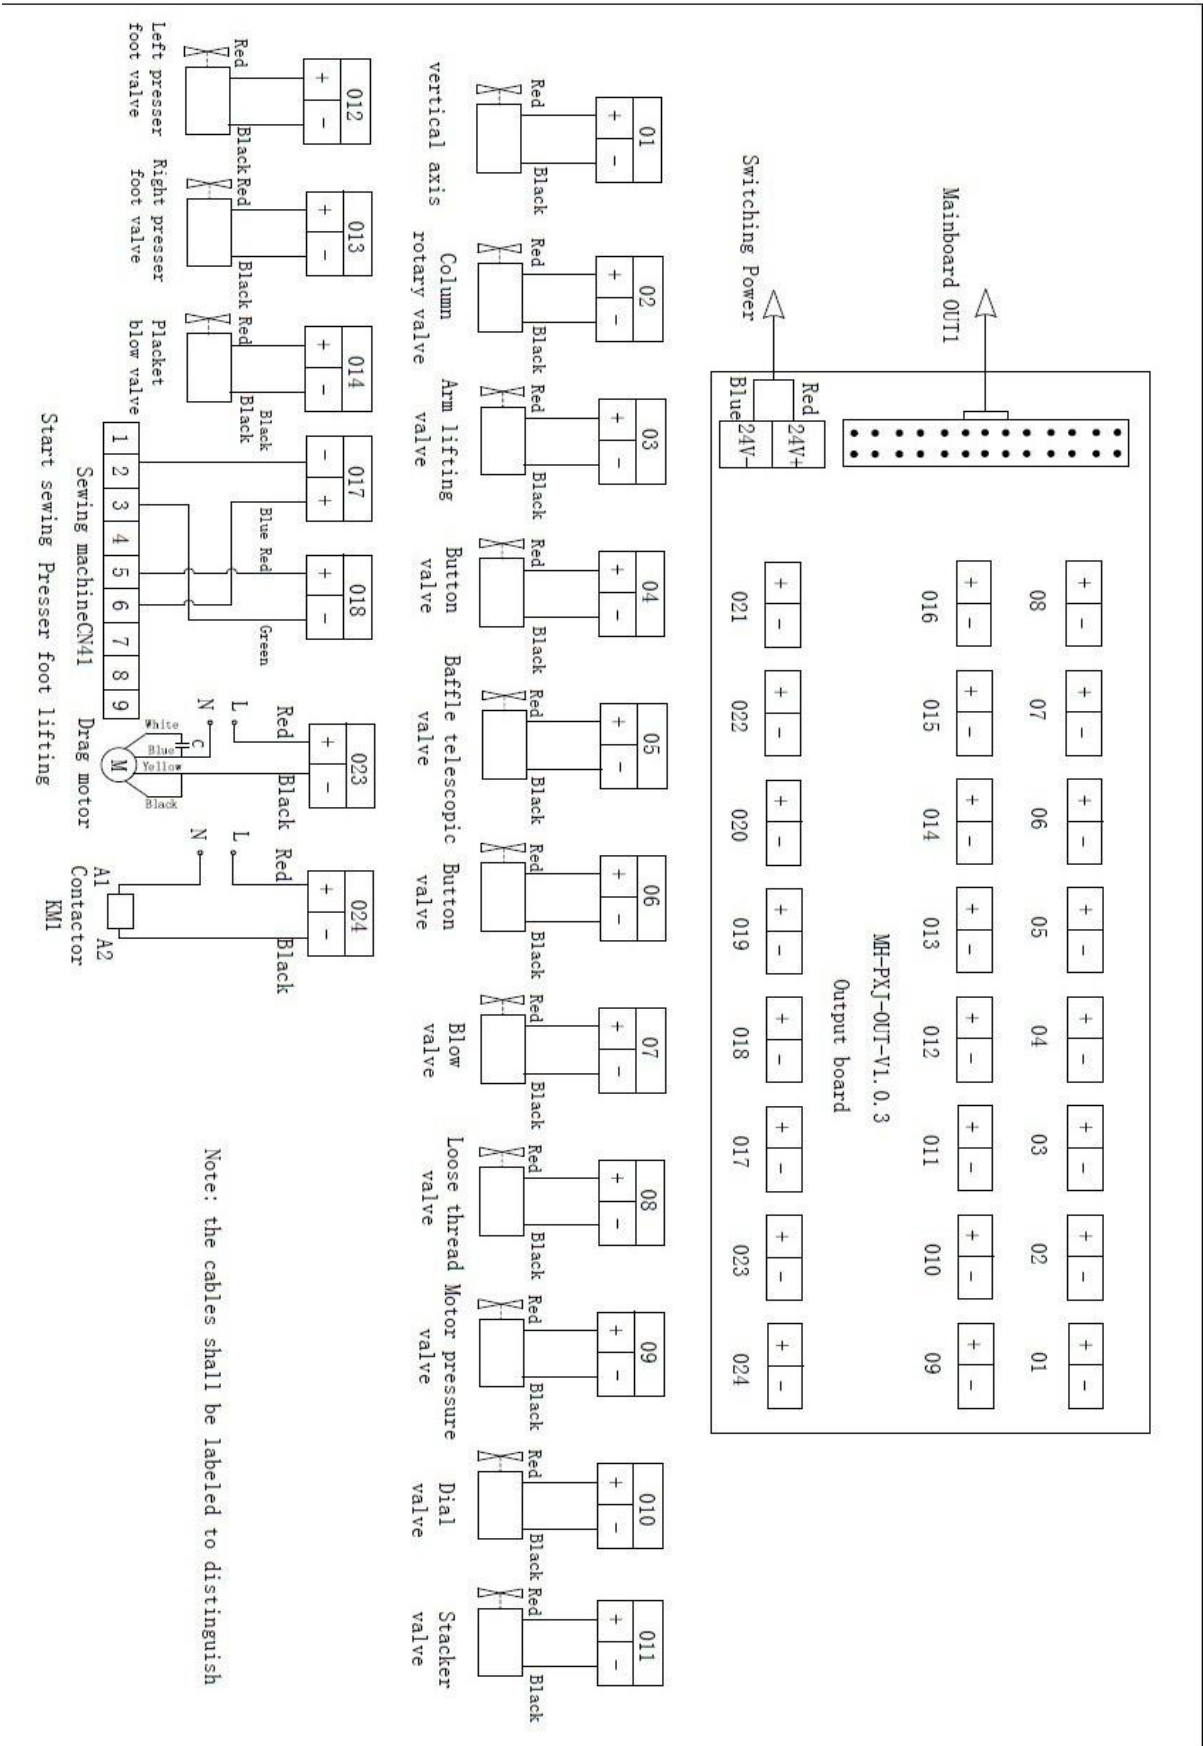 Mainboard OUT1
Switching Power
Red
Blue
24V+
24V-
08 07 06 05 04 03 02 01
+ - + - + - + - + - + - + - + -
016 015 014 013 012 011 010 09
+ - + - + - + - + - + - + - + -
MH-PXJ-OUT-V1.0.3
Output board
021 022 020 019 018 017 023 024
+ - + - + - + - + - + - + - + -
01 02 03 04 05 06 07 08 09 010 011
+ - + - + - + - + - + - + - + - + - + - + -
Red Black Red Black Red Black Red Black Red Black Red Black Red Black Red Black Red Black Red Black Red Black
vertical axis
Column
rotary valve
Arm lifting
valve
Button
valve
Baffle telescopic
valve
Button
valve
Blow
valve
Loose thread
valve
Motor pressure
valve
Dial
valve
Stacker
valve
012 013 014 017 018 023 024
+ - + - + - - + + - + - + -
Red Black Red Black Red Black
Black Blue Red Green
Red Black Red Black
L L
N N
Left presser
foot valve
Right presser
foot valve
Placket
blow valve
1 2 3 4 5 6 7 8 9
Sewing machineCN41
Start sewing Presser foot lifting
White
C
Blue
Yellow
Black
M
Drag motor
A1 A2
Contactor
KM1
Note: the cables shall be labeled to distinguish